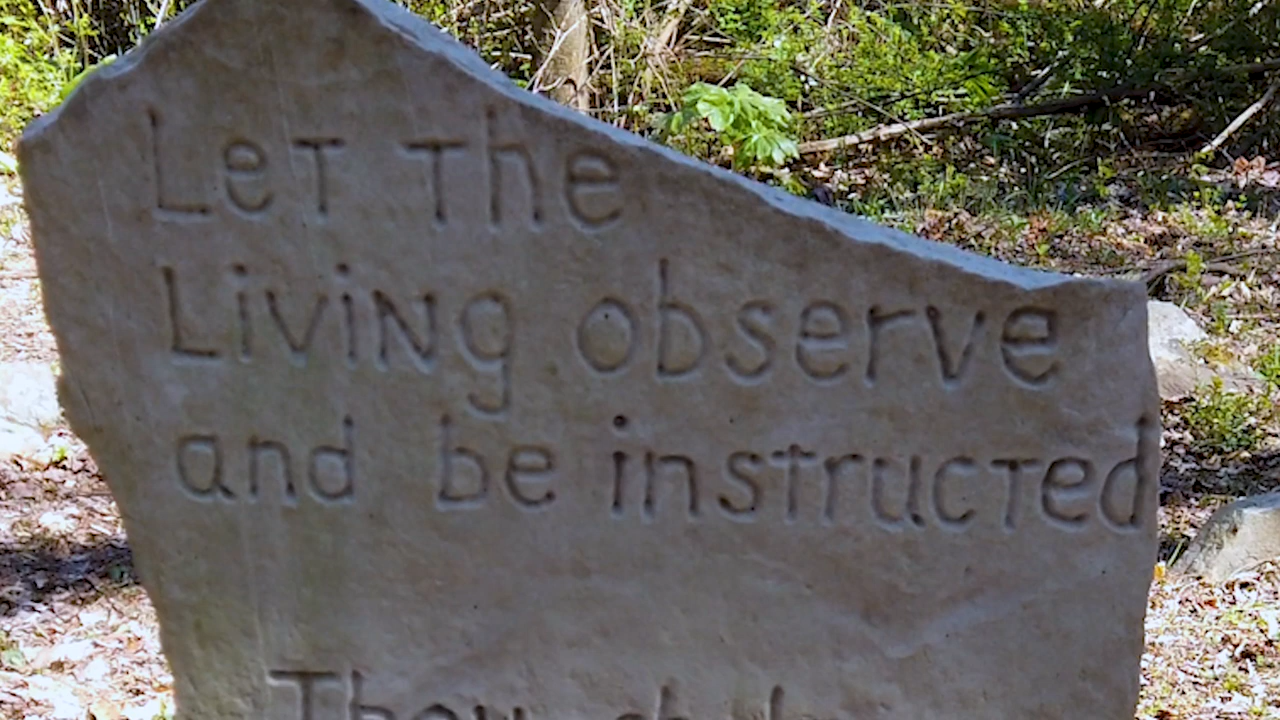 Let the
Living observe
and be instructed